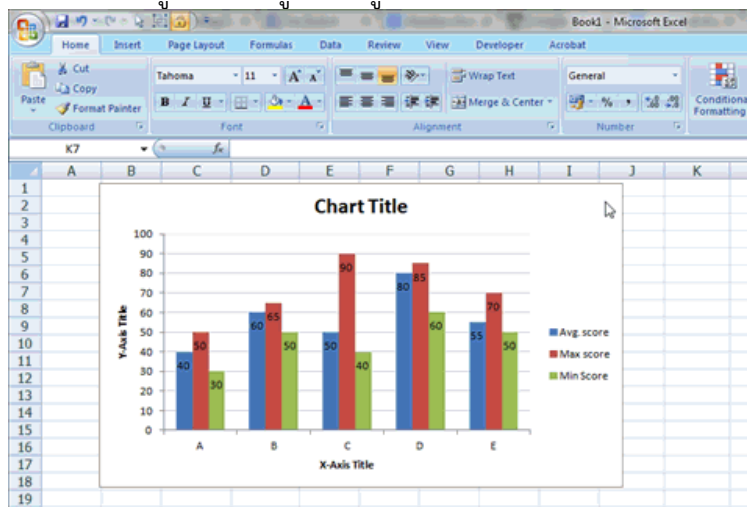 Book1 - Microsoft Excel
Home Insert Page Layout Formulas Data Review View Developer Acrobat
Cut
Copy
Format Painter
Paste
Tahoma 11 A A
Wrap Text
General
B I U A
Merge & Center
% ,
Conditiona
Formatting
Clipboard Font Alignment Number
K7 fx
A B C D E F G H I J K
1
2
3
4
5
6
7
8
9
10
11
12
13
14
15
16
17
18
19
Chart Title
Y-Axis Title
100
90
80
70
60
50
40
30
20
10
0
40 50 30
60 65 50
50 90 40
80 85 60
55 70 50
A B C D E
X-Axis Title
Avg. score
Max score
Min Score